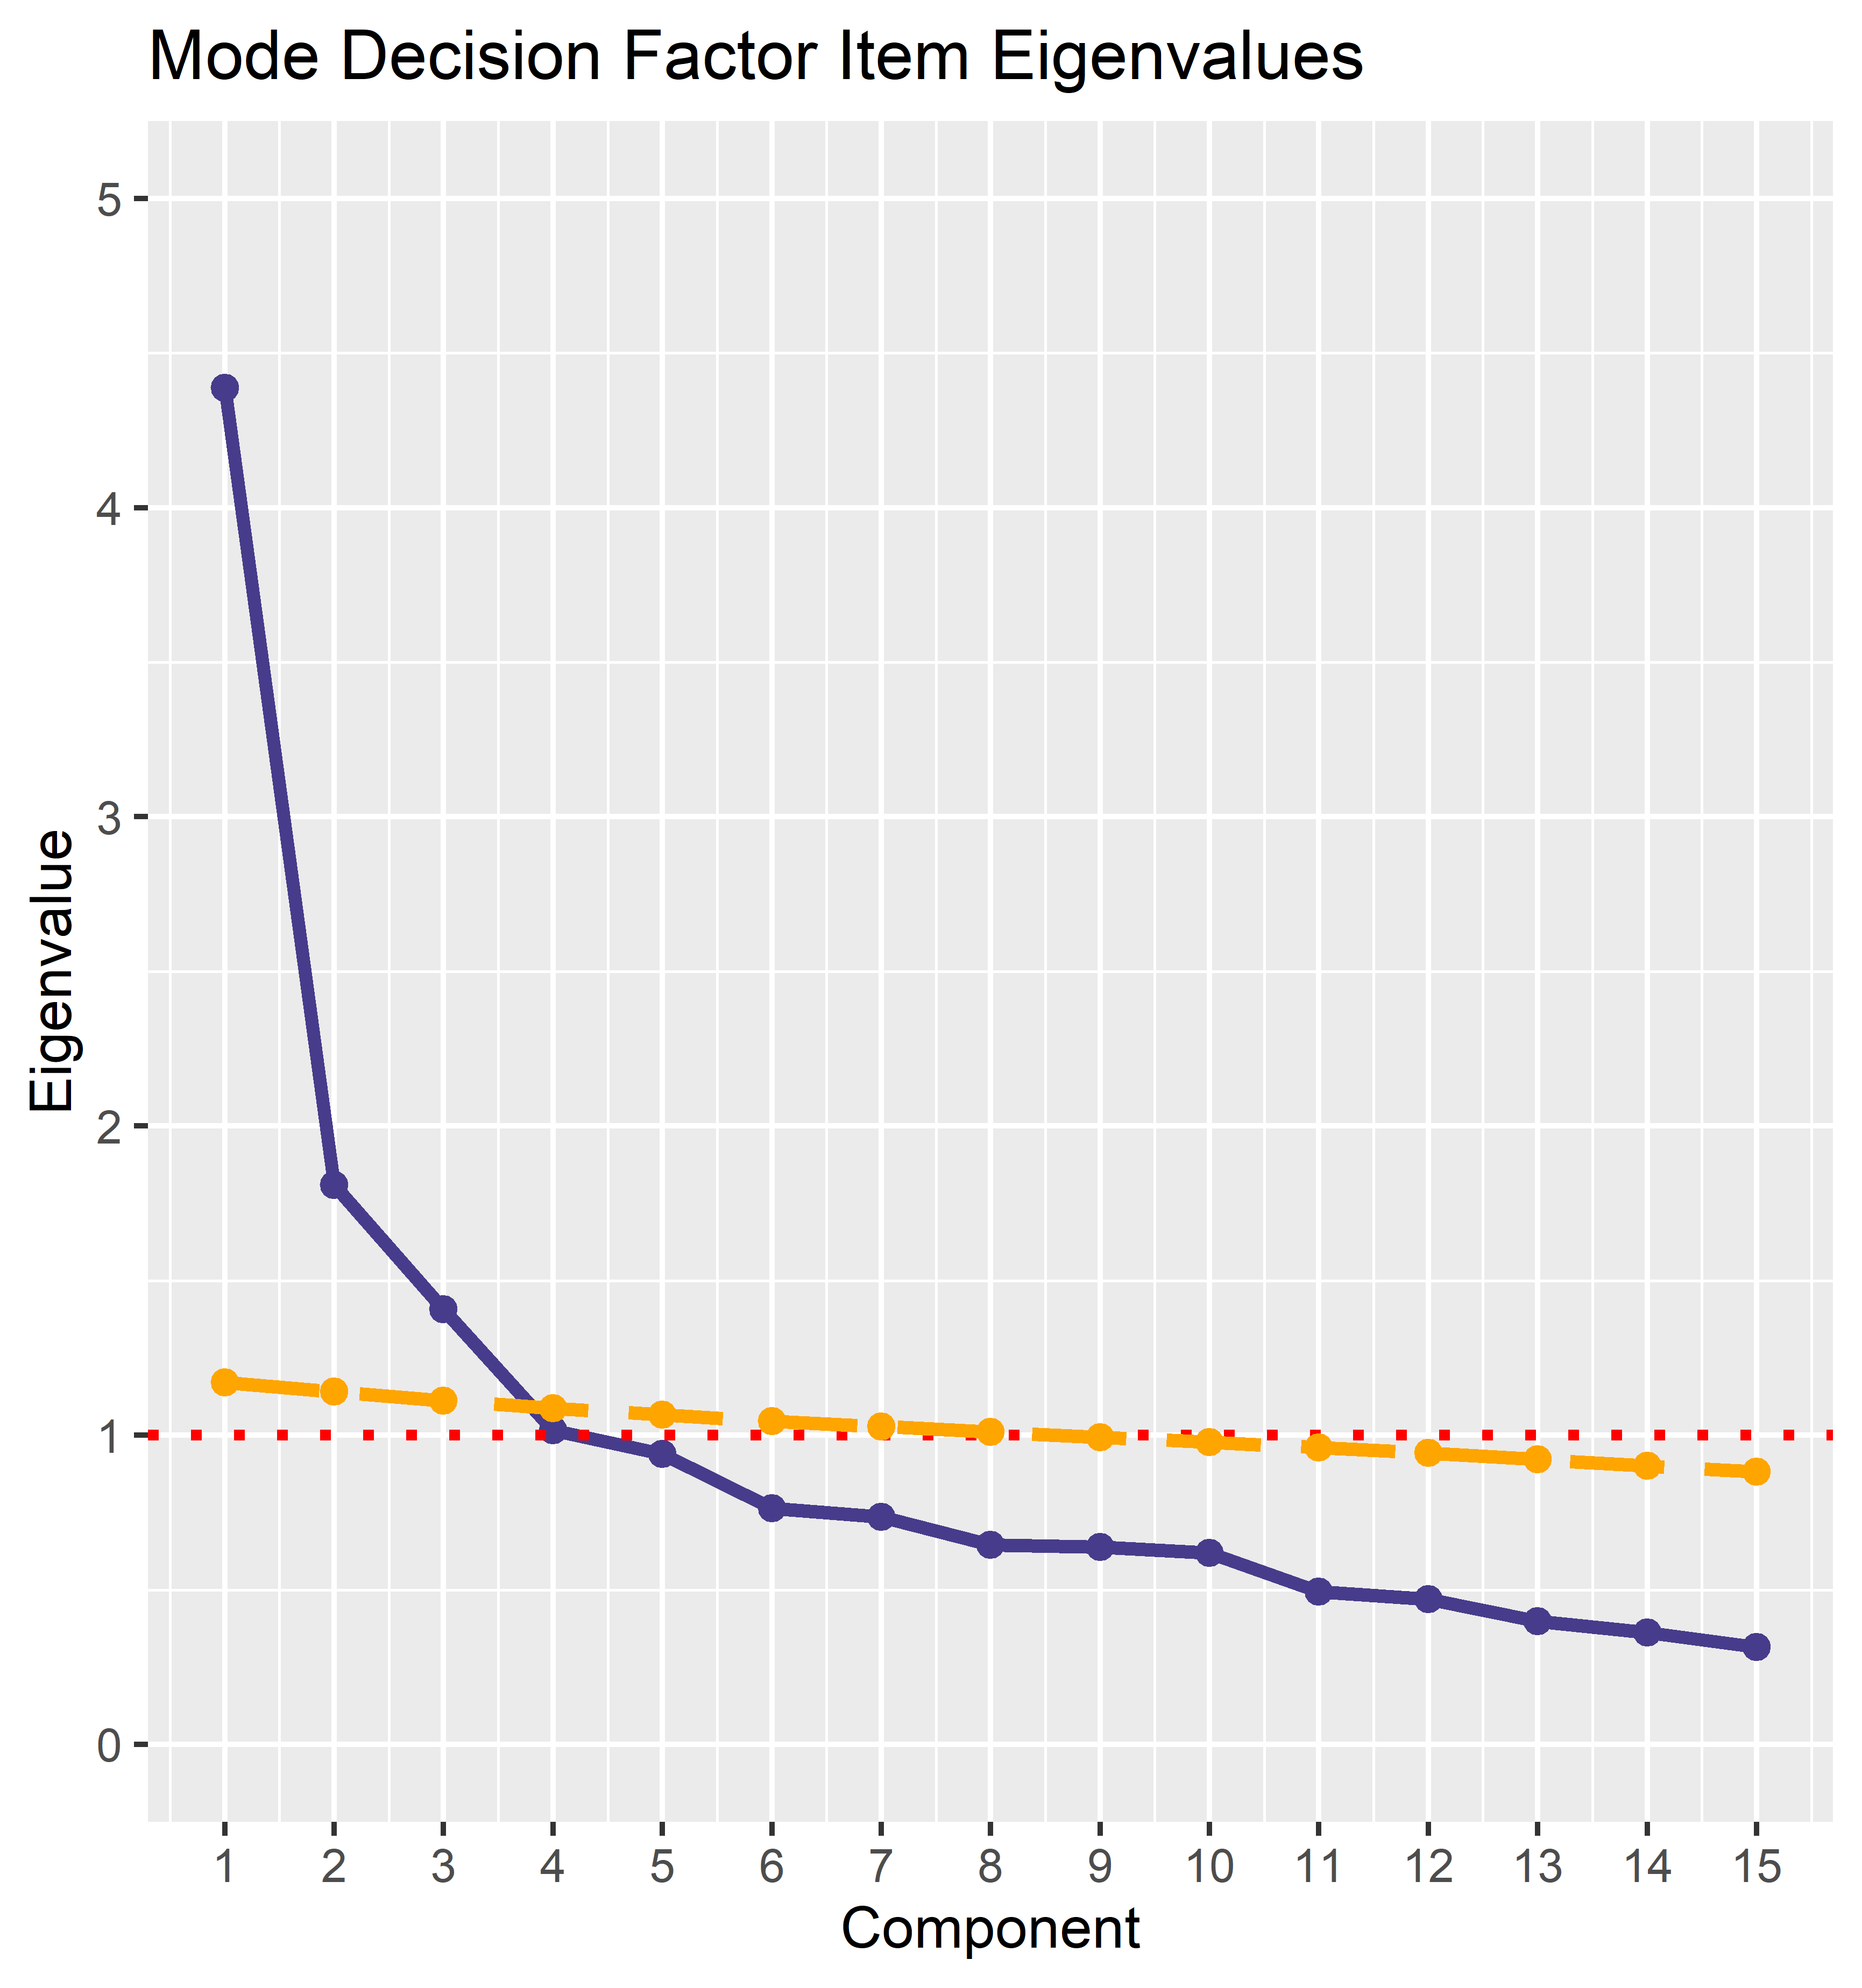 Mode Decision Factor Item Eigenvalues
Eigenvalue
5
4
3
2
1
0
1 2 3 4 5 6 7 8 9 10 11 12 13 14 15
Component